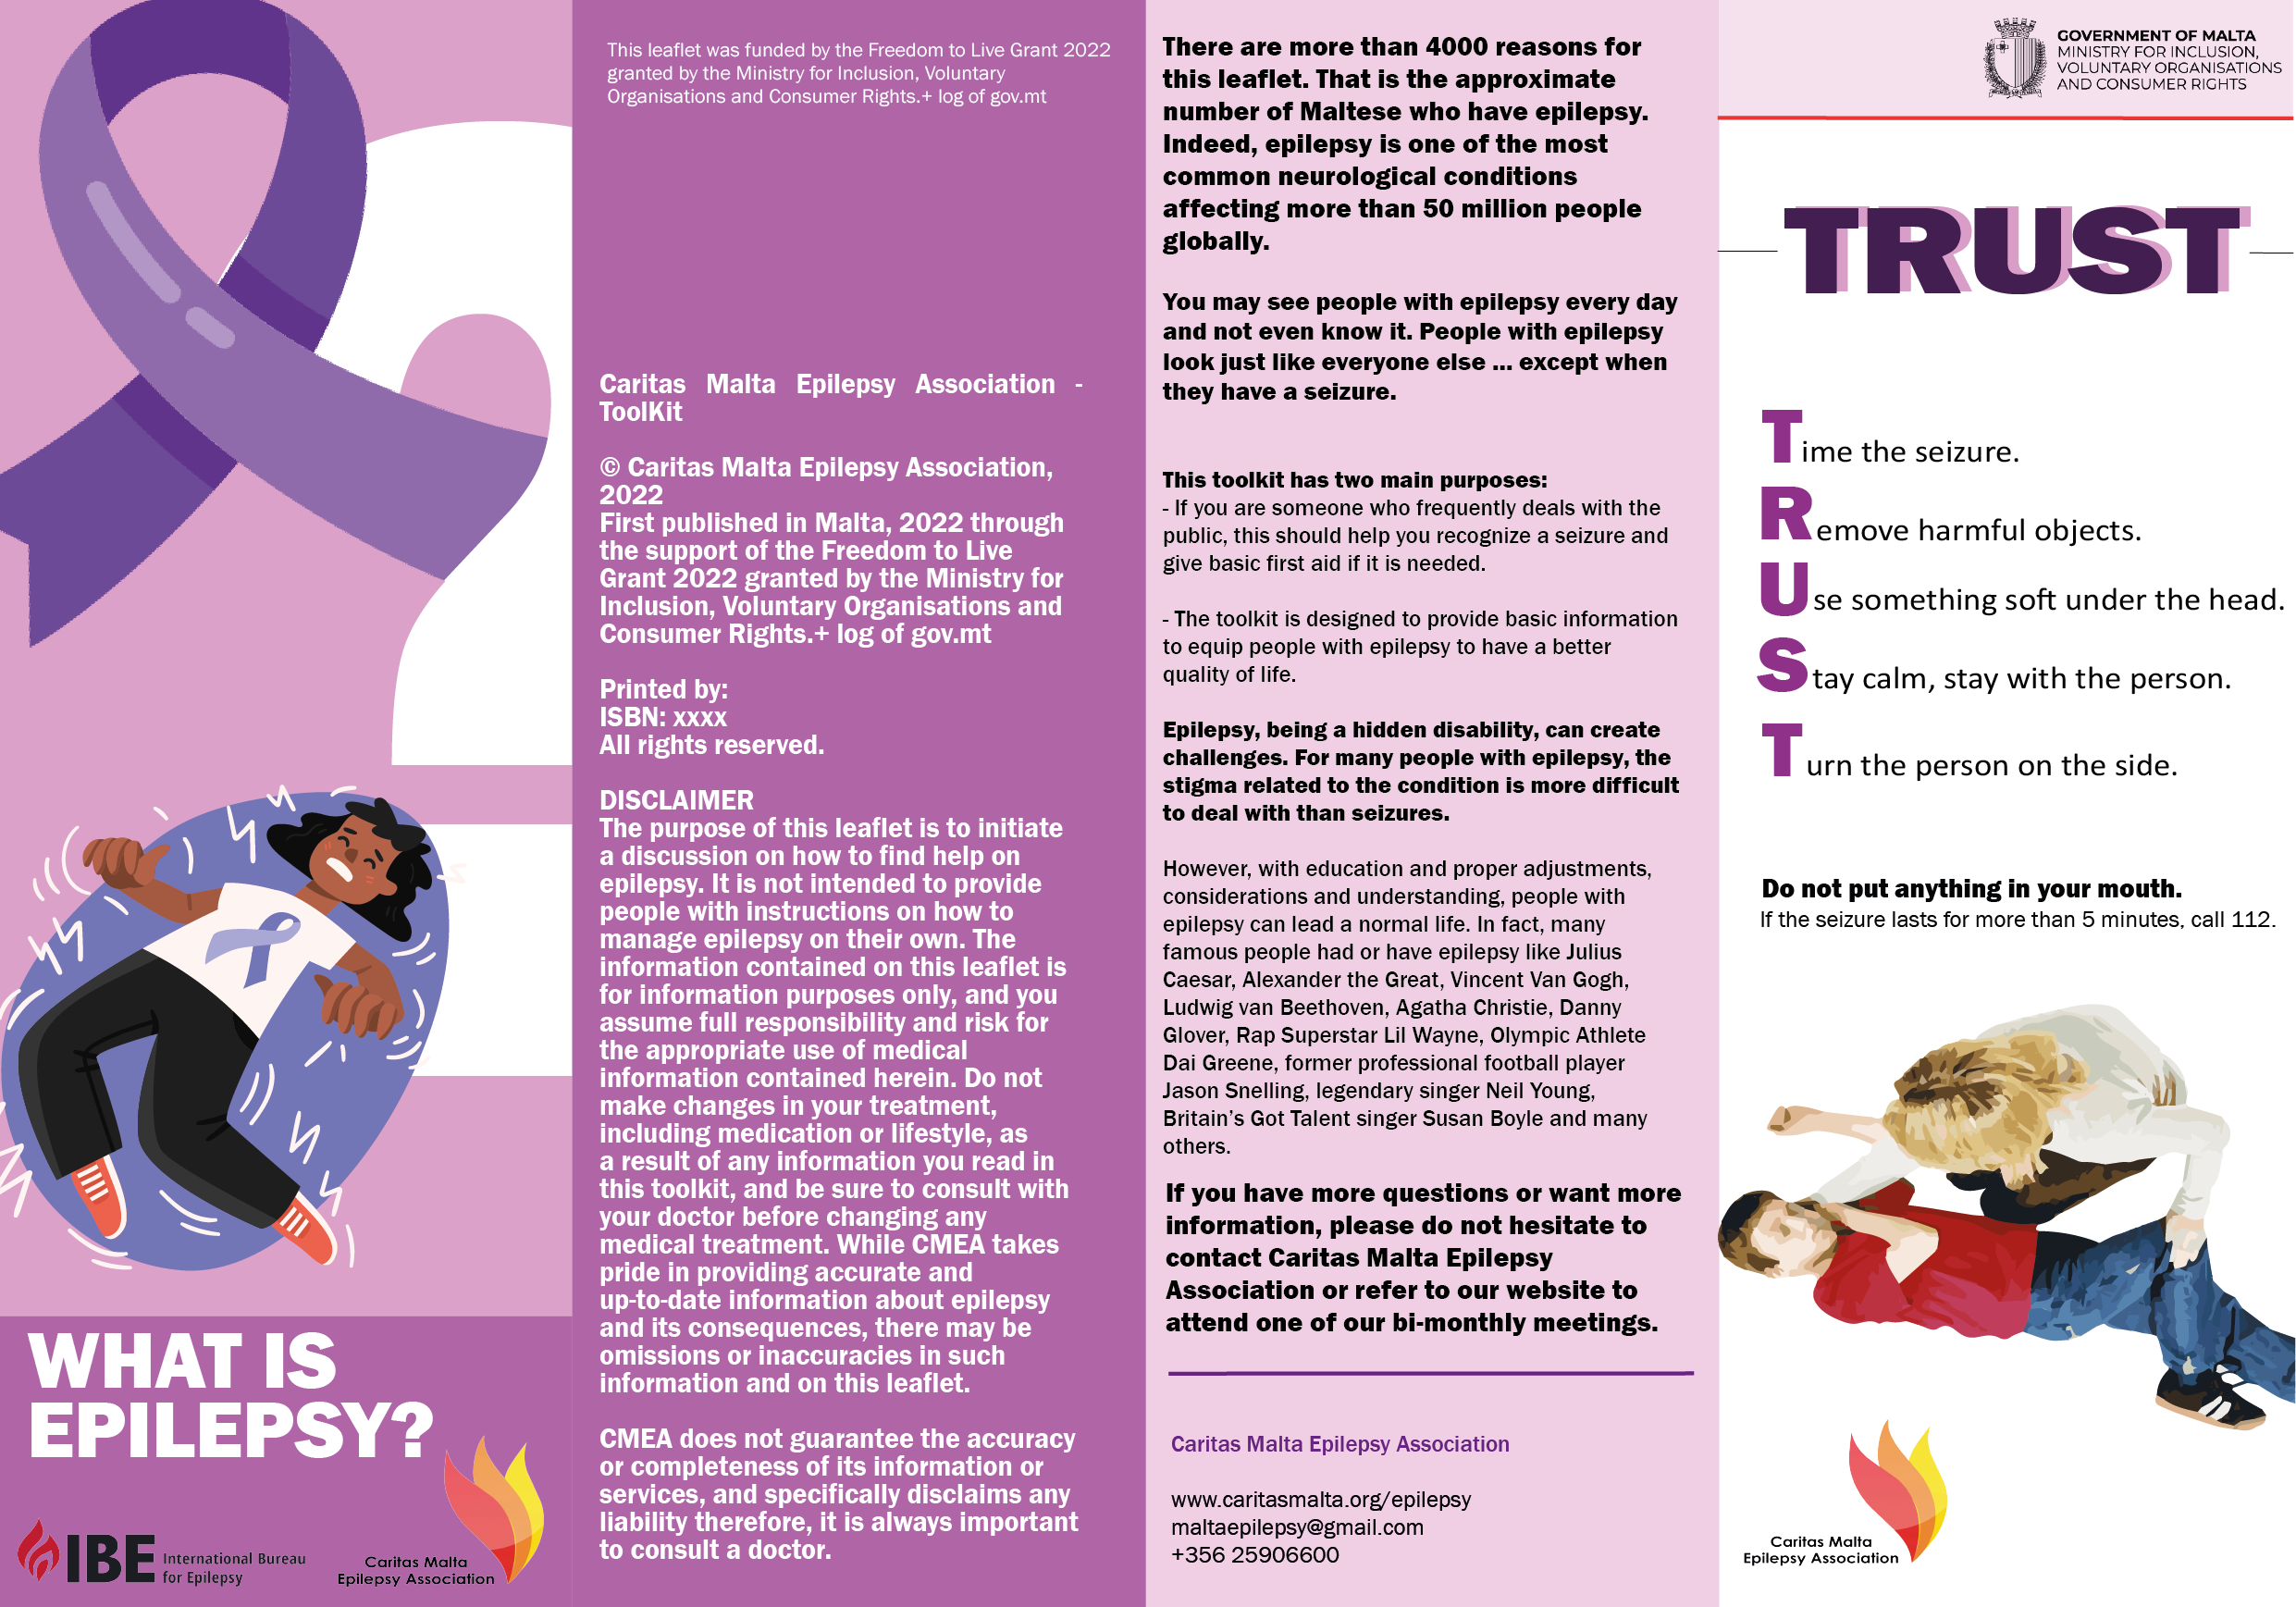 WHAT IS
EPILEPSY?
IBE International Bureau
for Epilepsy
Caritas Malta
Epilepsy Association
This leaflet was funded by the Freedom to Live Grant 2022
granted by the Ministry for Inclusion, Voluntary
Organisations and Consumer Rights.+ log of gov.mt
Caritas Malta Epilepsy Association -
ToolKit
© Caritas Malta Epilepsy Association,
2022
First published in Malta, 2022 through
the support of the Freedom to Live
Grant 2022 granted by the Ministry for
Inclusion, Voluntary Organisations and
Consumer Rights.+ log of gov.mt
Printed by:
ISBN: xxxx
All rights reserved.
DISCLAIMER
The purpose of this leaflet is to initiate
a discussion on how to find help on
epilepsy. It is not intended to provide
people with instructions on how to
manage epilepsy on their own. The
information contained on this leaflet is
for information purposes only, and you
assume full responsibility and risk for
the appropriate use of medical
information contained herein. Do not
make changes in your treatment,
including medication or lifestyle, as
a result of any information you read in
this toolkit, and be sure to consult with
your doctor before changing any
medical treatment. While CMEA takes
pride in providing accurate and
up-to-date information about epilepsy
and its consequences, there may be
omissions or inaccuracies in such
information and on this leaflet.
CMEA does not guarantee the accuracy
or completeness of its information or
services, and specifically disclaims any
liability therefore, it is always important
to consult a doctor.
There are more than 4000 reasons for
this leaflet. That is the approximate
number of Maltese who have epilepsy.
Indeed, epilepsy is one of the most
common neurological conditions
affecting more than 50 million people
globally.
You may see people with epilepsy every day
and not even know it. People with epilepsy
look just like everyone else ... except when
they have a seizure.
This toolkit has two main purposes:
- If you are someone who frequently deals with the
public, this should help you recognize a seizure and
give basic first aid if it is needed.
- The toolkit is designed to provide basic information
to equip people with epilepsy to have a better
quality of life.
Epilepsy, being a hidden disability, can create
challenges. For many people with epilepsy, the
stigma related to the condition is more difficult
to deal with than seizures.
However, with education and proper adjustments,
considerations and understanding, people with
epilepsy can lead a normal life. In fact, many
famous people had or have epilepsy like Julius
Caesar, Alexander the Great, Vincent Van Gogh,
Ludwig van Beethoven, Agatha Christie, Danny
Glover, Rap Superstar Lil Wayne, Olympic Athlete
Dai Greene, former professional football player
Jason Snelling, legendary singer Neil Young,
Britain's Got Talent singer Susan Boyle and many
others.
If you have more questions or want more
information, please do not hesitate to
contact Caritas Malta Epilepsy
Association or refer to our website to
attend one of our bi-monthly meetings.
Caritas Malta Epilepsy Association
www.caritasmalta.org/epilepsy
maltaepilepsy@gmail.com
+356 25906600
GOVERNMENT OF MALTA
MINISTRY FOR INCLUSION,
VOLUNTARY ORGANISATIONS
AND CONSUMER RIGHTS
TRUST
Time the seizure.
Remove harmful objects.
Use something soft under the head.
Stay calm, stay with the person.
Turn the person on the side.
Do not put anything in your mouth.
If the seizure lasts for more than 5 minutes, call 112.
Caritas Malta
Epilepsy Association